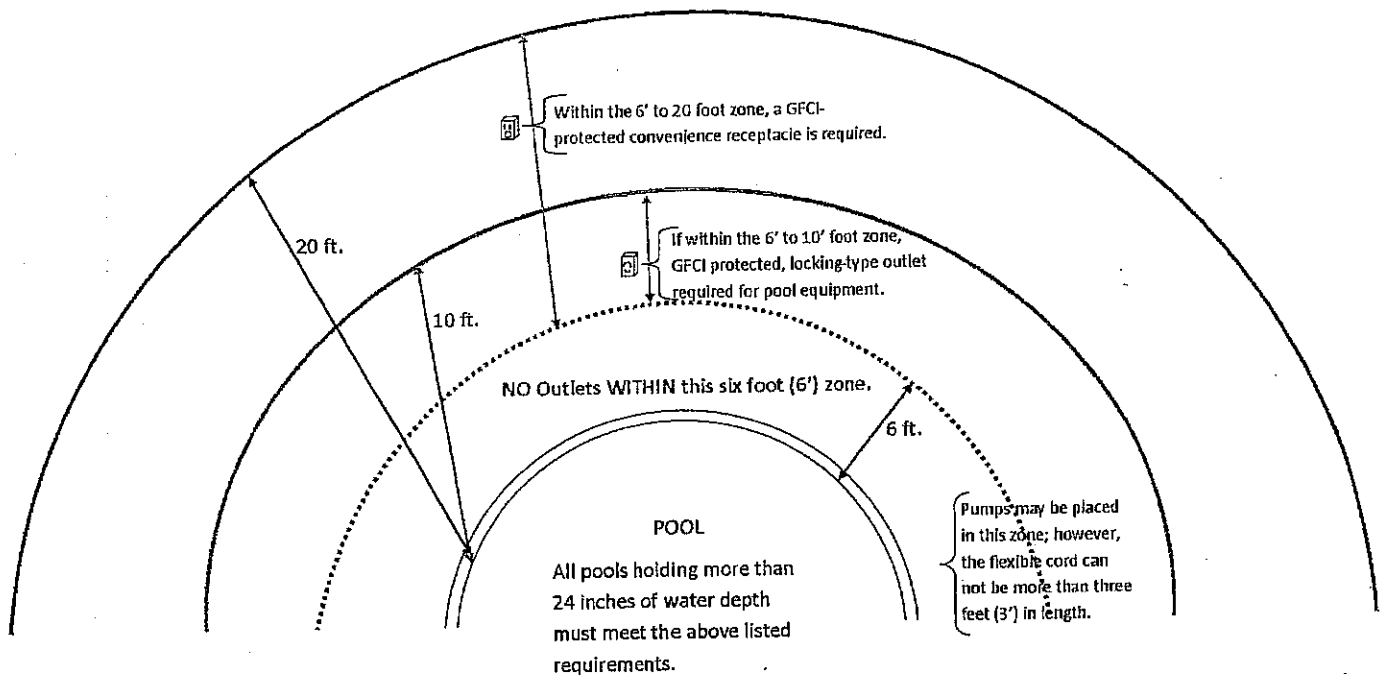 Within the 6' to 20 foot zone, a GFCI-
protected convenience receptacle is required.
20 ft.
If within the 6' to 10' foot zone,
GFCI protected, locking-type outlet
required for pool equipment.
10 ft.
NO Outlets WITHIN this six foot (6') zone.
6 ft.
POOL
All pools holding more than
24 inches of water depth
must meet the above listed
requirements.
Pumps may be placed
in this zone; however,
the flexible cord can
not be more than three
feet (3') in length.